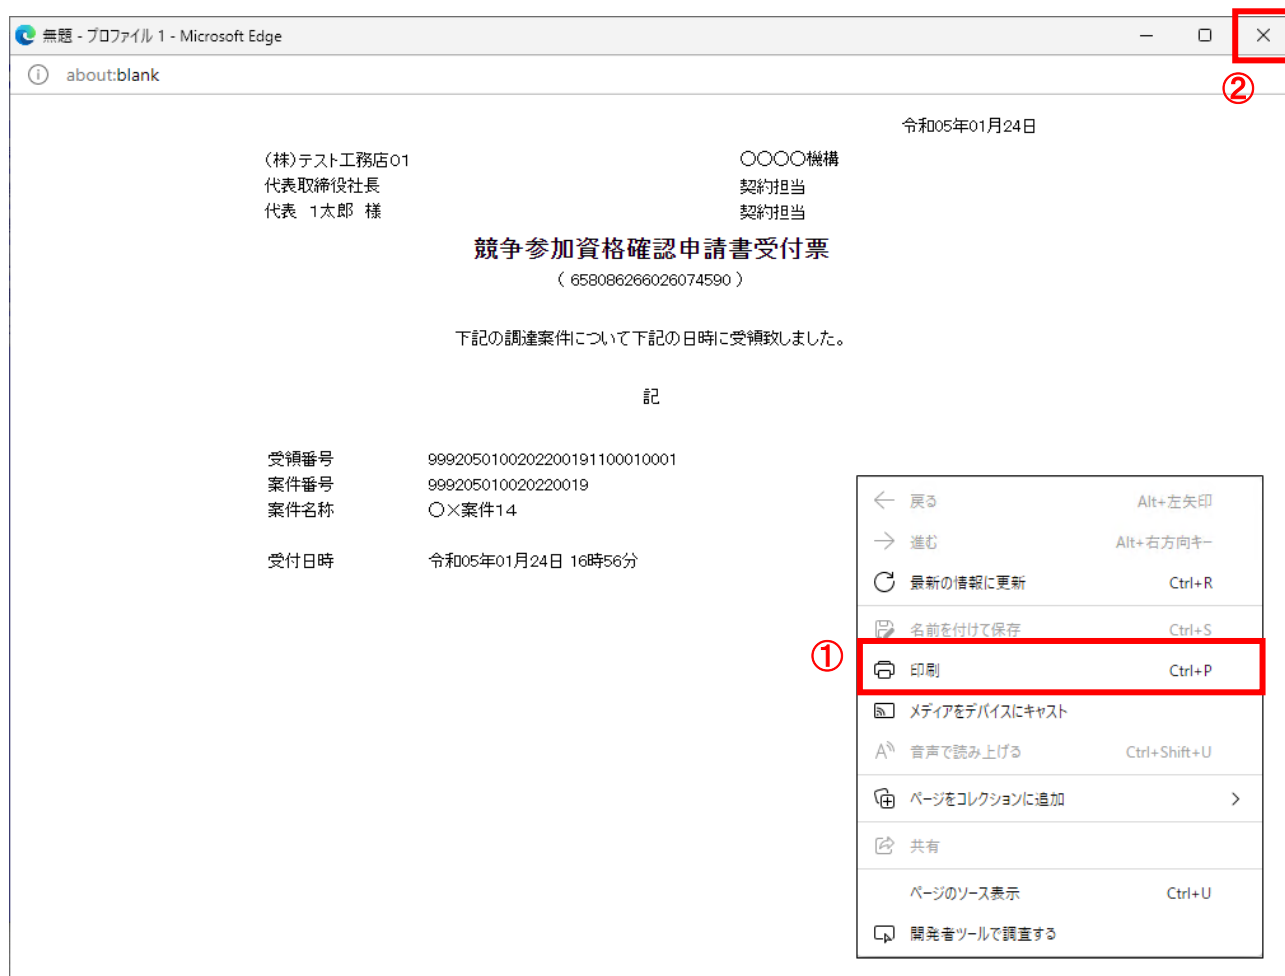 無題 - プロファイル 1 - Microsoft Edge
②
about:blank
令和05年01月24日
(株)テスト工務店01
〇〇〇〇機構
代表取締役社長
契約担当
代表 1太郎 様
契約担当
競争参加資格確認申請書受付票
( 658086266026074590 )
下記の調達案件について下記の日時に受領致しました。
記
受領番号 9992050100202200191100010001
案件番号 999205010020220019
案件名称 〇×案件14
受付日時 令和05年01月24日 16時56分
戻る Alt+左矢印
進む Alt+右方向キー
最新の情報に更新 Ctrl+R
名前を付けて保存 Ctrl+S
①
印刷 Ctrl+P
メディアをデバイスにキャスト
音声で読み上げる Ctrl+Shift+U
ページをコレクションに追加
共有
ページのソース表示 Ctrl+U
開発者ツールで調査する